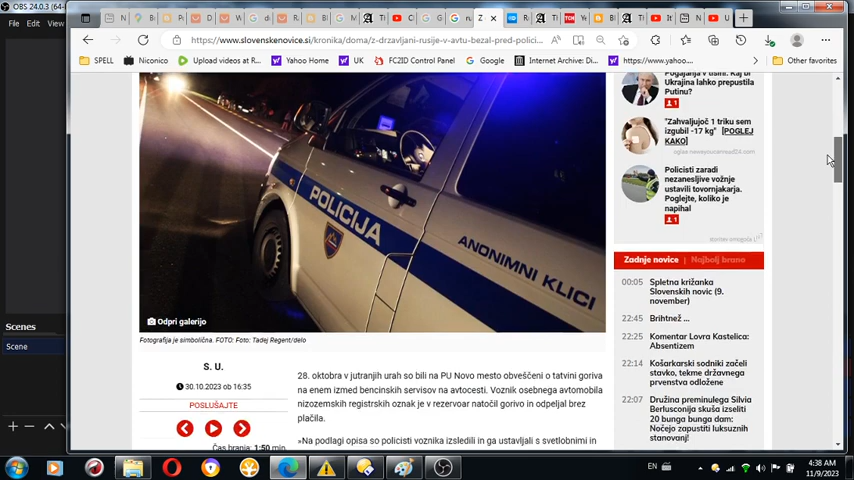 OBS 24.0.3 (64-
File Edit View
https://www.slovenskenovice.si/kronika/doma/z-drzavljani-rusije-v-avtu-bezal-pred-polici...
SPELL
Niconico
Upload videos at R...
Yahoo Home
UK
FC2ID Control Panel
Google
Internet Archive: Di...
https://www.yahoo....
Other favorites
POLICIJA
ANONIMNI KLICI
Odpri galerijo
Fotografija je simbolična. FOTO: Foto: Tadej Regent/delo
S. U.
30.10.2023 ob 16:35
POSLUŠAJTE
Čas branja: 1:50 min.
28. oktobra v jutranjih urah so bili na PU Novo mesto obveščeni o tatvini goriva
na enem izmed bencinskih servisov na avtocesti. Voznik osebnega avtomobila
nizozemskih registrskih oznak je v rezervoar natočil gorivo in odpeljal brez
plačila.
»Na podlagi opisa so policisti voznika izsledili in ga ustavljali s svetlobnimi in
Pogajanja v tišini: Kaj bi
Ukrajina lahko prepustila
Putinu?
1
"Zahvaljujoč 1 triku sem
izgubil -17 kg" [POGLEJ
KAKO]
Policisti zaradi
nezanesljive vožnje
ustavili tovornjakarja.
Poglejte, koliko je
napihal
1
Zadnje novice | Najbolj brano
00:05 Spletna križanka
Slovenskih novic (9.
november)
22:45 Brihtnež ...
22:25 Komentar Lovra Kastelica:
Absentizem
22:14 Košarkarski sodniki začeli
stavko, tekme državnega
prvenstva odložene
22:07 Družina preminulega Silvia
Berlusconija skuša izseliti
20 bunga bunga dam:
Nočejo zapustiti luksuznih
stanovanj!
Scenes
Scene
EN
4:38 AM
11/9/2023